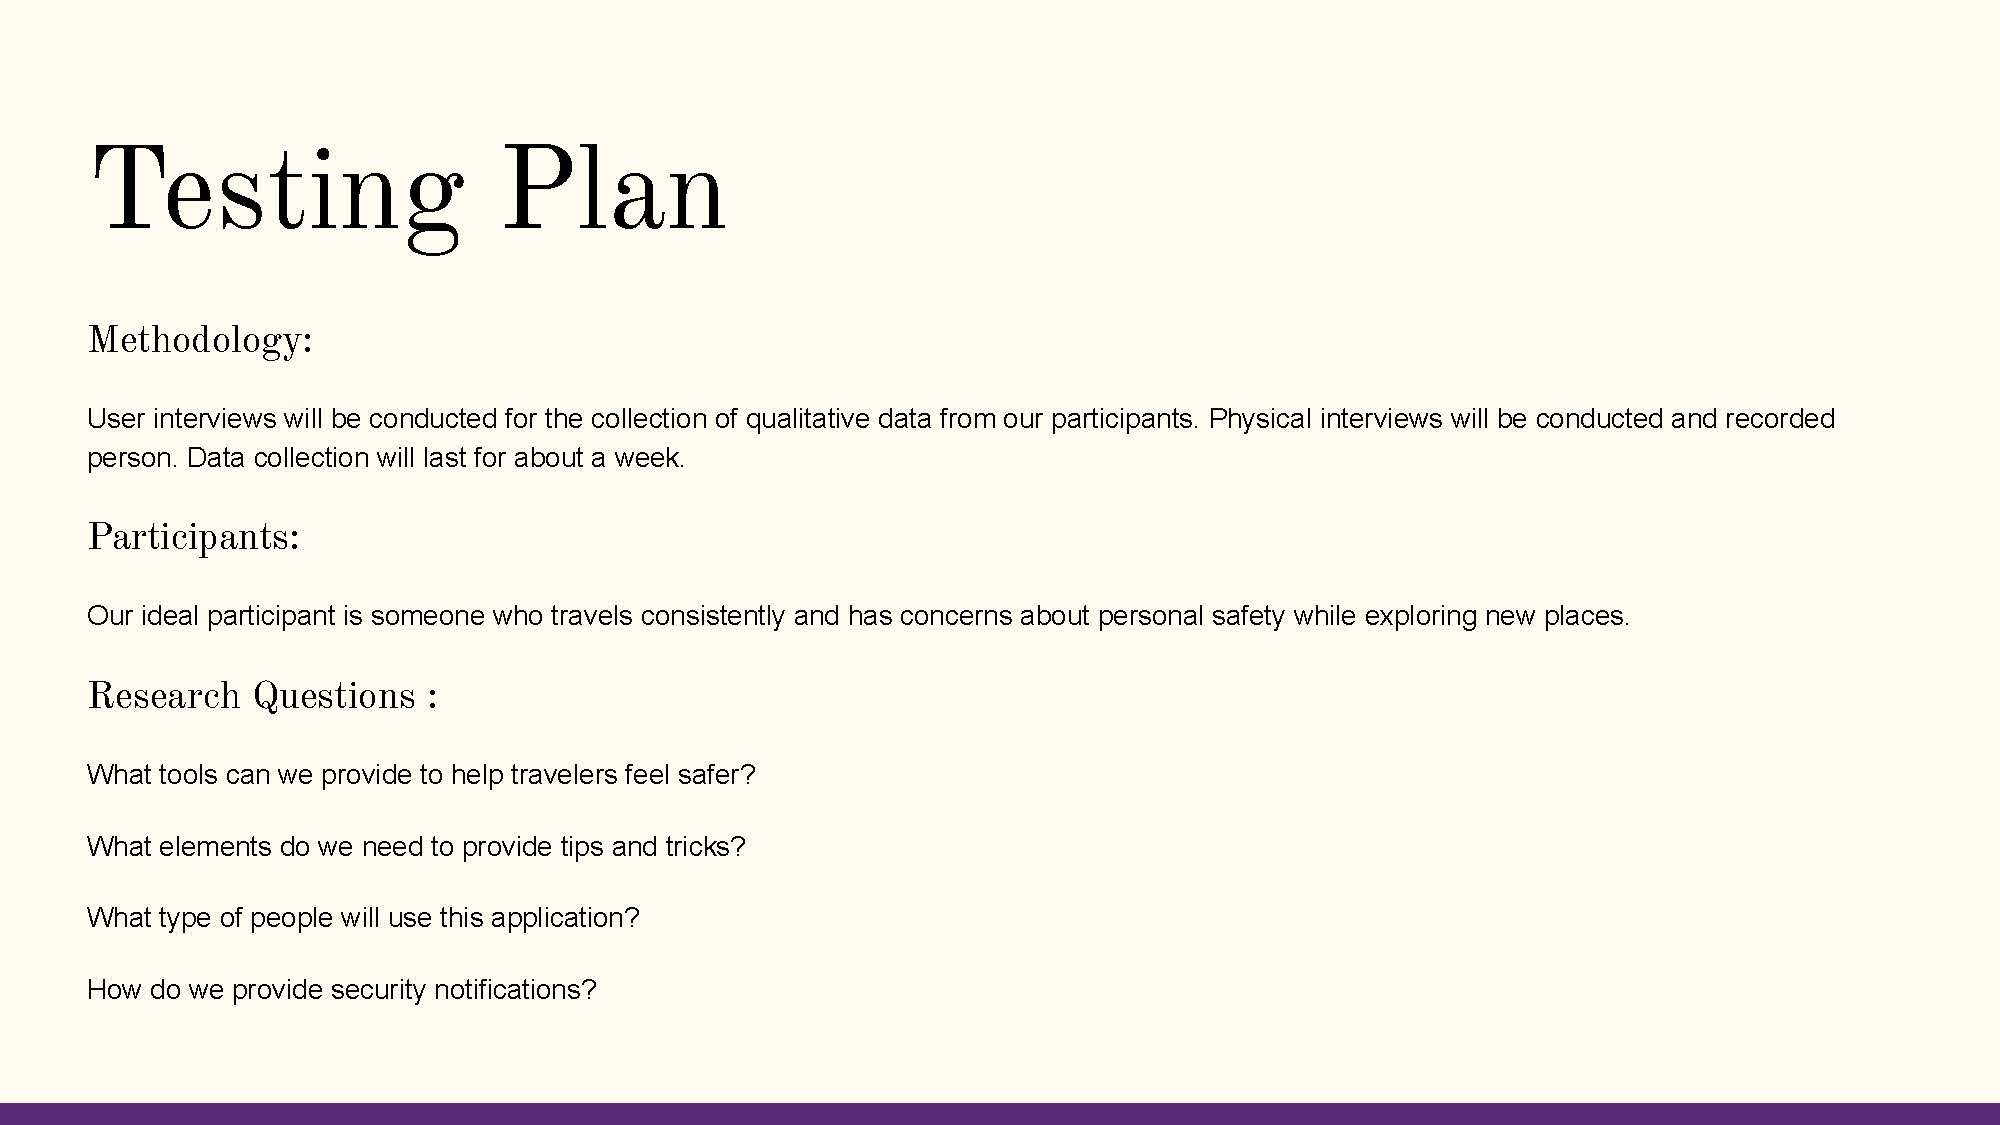 Testing Plan
Methodology:
User interviews will be conducted for the collection of qualitative data from our participants. Physical interviews will be conducted and recorded
person. Data collection will last for about a week.
Participants:
Our ideal participant is someone who travels consistently and has concerns about personal safety while exploring new places.
Research Questions :
What tools can we provide to help travelers feel safer?
What elements do we need to provide tips and tricks?
What type of people will use this application?
How do we provide security notifications?